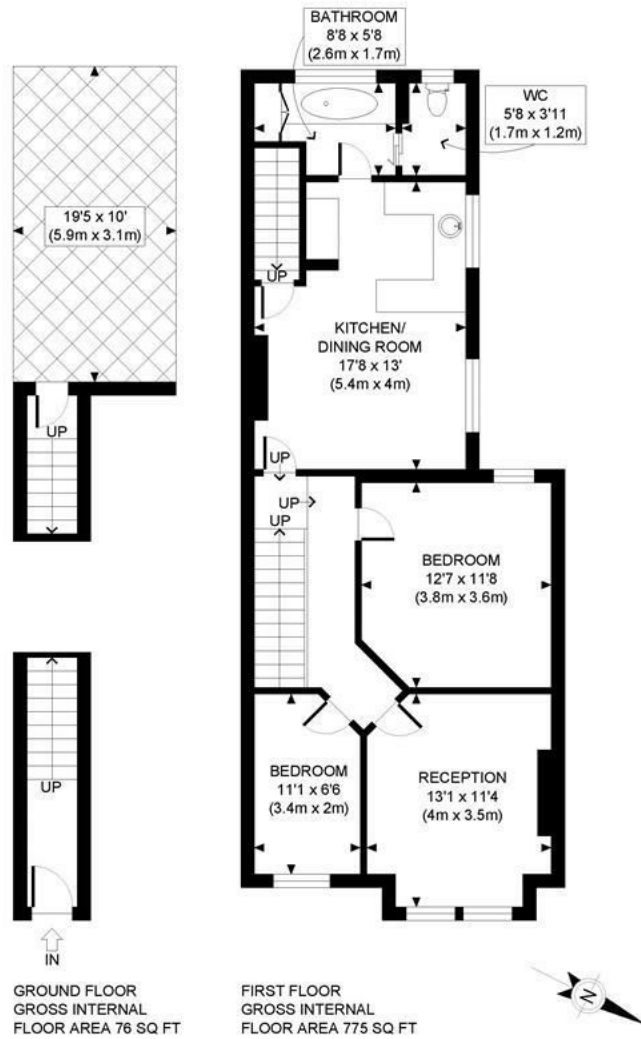 BATHROOM
8'8 x 5'8
(2.6m x 1.7m)
WC
5'8 x 3'11
(1.7m x 1.2m)
19'5 x 10'
(5.9m x 3.1m)
UP
KITCHEN/
DINING ROOM
17'8 x 13'
(5.4m x 4m)
UP
UP
UP
UP
BEDROOM
12'7 x 11'8
(3.8m x 3.6m)
UP
BEDROOM
11'1 x 6'6
(3.4m x 2m)
RECEPTION
13'1 x 11'4
(4m x 3.5m)
IN
GROUND FLOOR
GROSS INTERNAL
FLOOR AREA 76 SQ FT
FIRST FLOOR
GROSS INTERNAL
FLOOR AREA 775 SQ FT
N